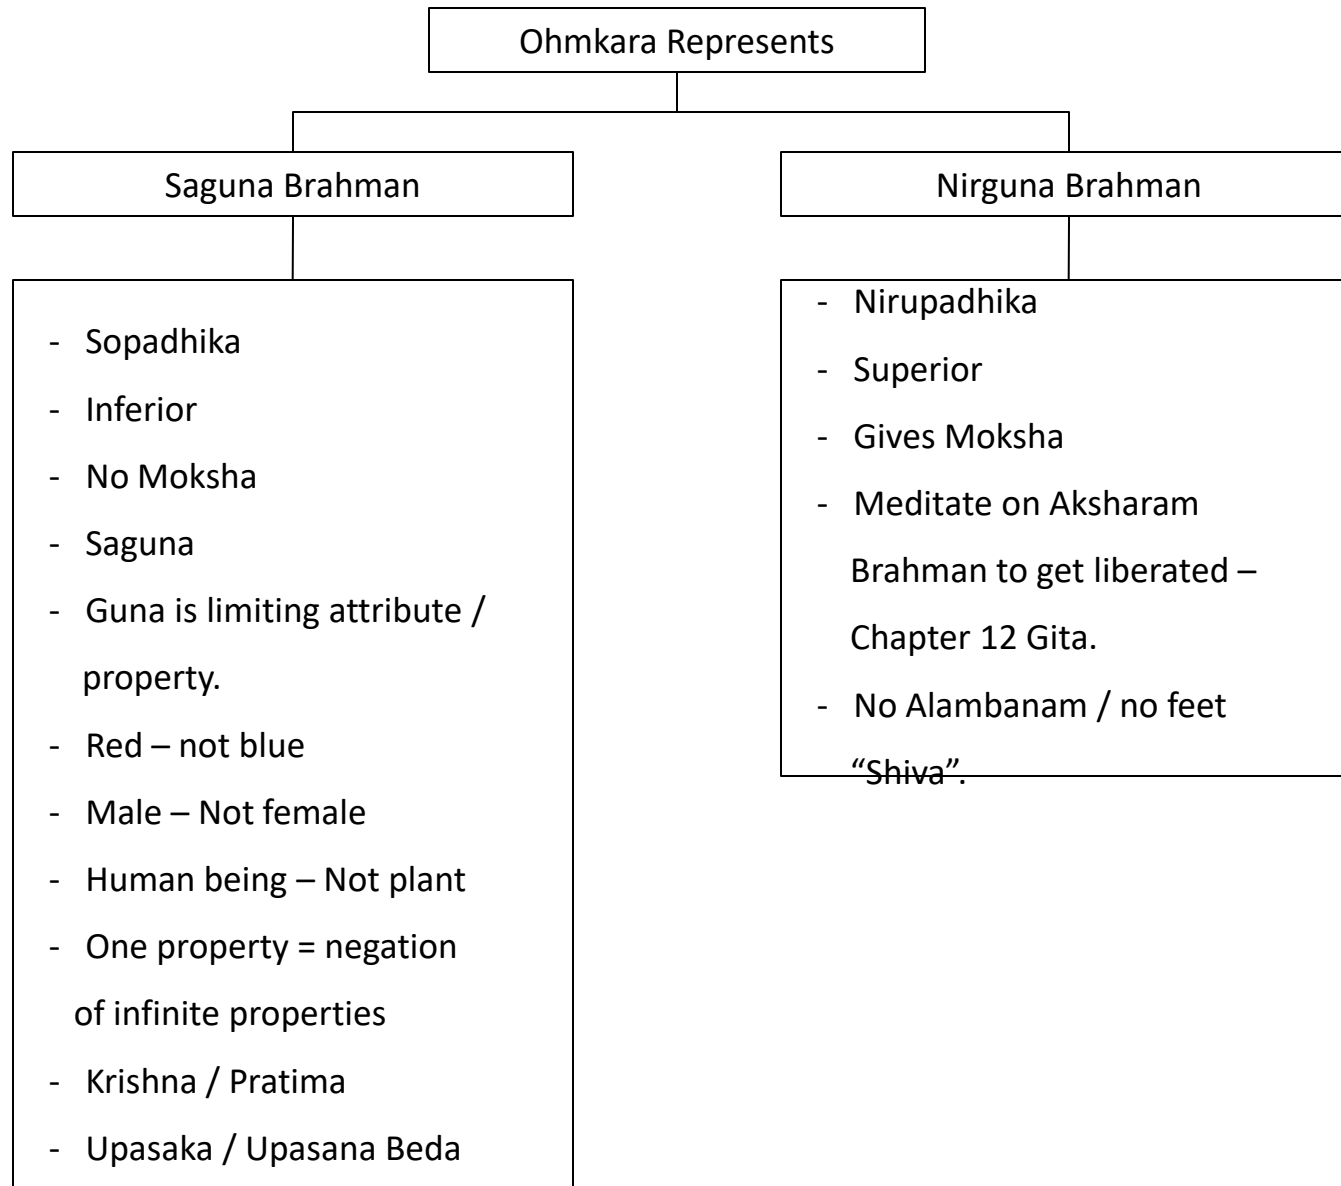 Ohmkara Represents
Saguna Brahman
- Sopadhika
- Inferior
- No Moksha
- Saguna
- Guna is limiting attribute /
property.
- Red – not blue
- Male – Not female
- Human being – Not plant
- One property = negation
of infinite properties
- Krishna / Pratima
- Upasaka / Upasana Beda
Nirguna Brahman
- Nirupadhika
- Superior
- Gives Moksha
- Meditate on Aksharam
Brahman to get liberated –
Chapter 12 Gita.
- No Alambanam / no feet
“Shiva”.